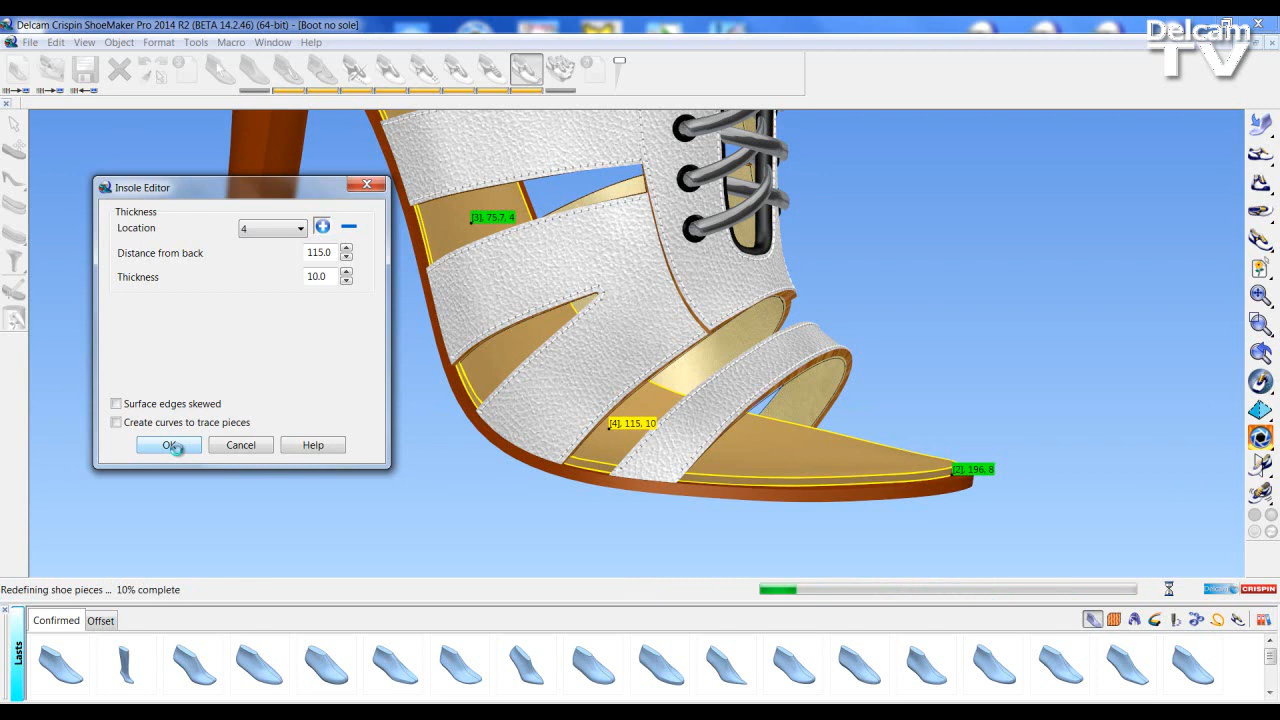 Delcam Crispin ShoeMaker Pro 2014 R2 (BETA 14.2.46) (64-bit) - [Boot no sole]
File Edit View Object Format Tools Macro Window Help
Delcam
TV
Insole Editor
Thickness
Location 4
Distance from back 115.0
Thickness 10.0
Surface edges skewed
Create curves to trace pieces
OK Cancel Help
[3], 75.7, 4
[4], 115, 10
[2], 196, 8
Redefining shoe pieces ... 10% complete
Delcam CRISPIN
Confirmed Offset
Lasts